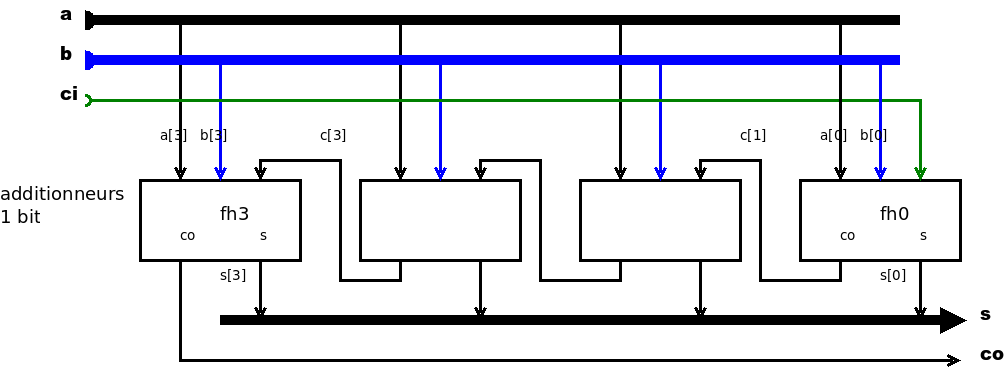 a
b
ci
a[3] b[3] c[3] c[1] a[0] b[0]
additionneurs
1 bit
fh3 fh0
co s co s
s[3] s[0]
s
co